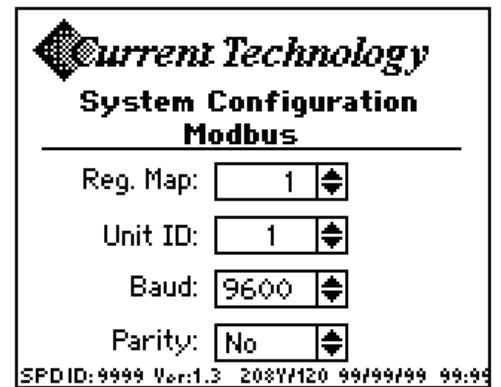 Current Technology
System Configuration
Modbus
Reg. Map: 1
Unit ID: 1
Baud: 9600
Parity: No
SPD ID: 9999 Ver:1.3 208Y/120 99/99/99 99:99